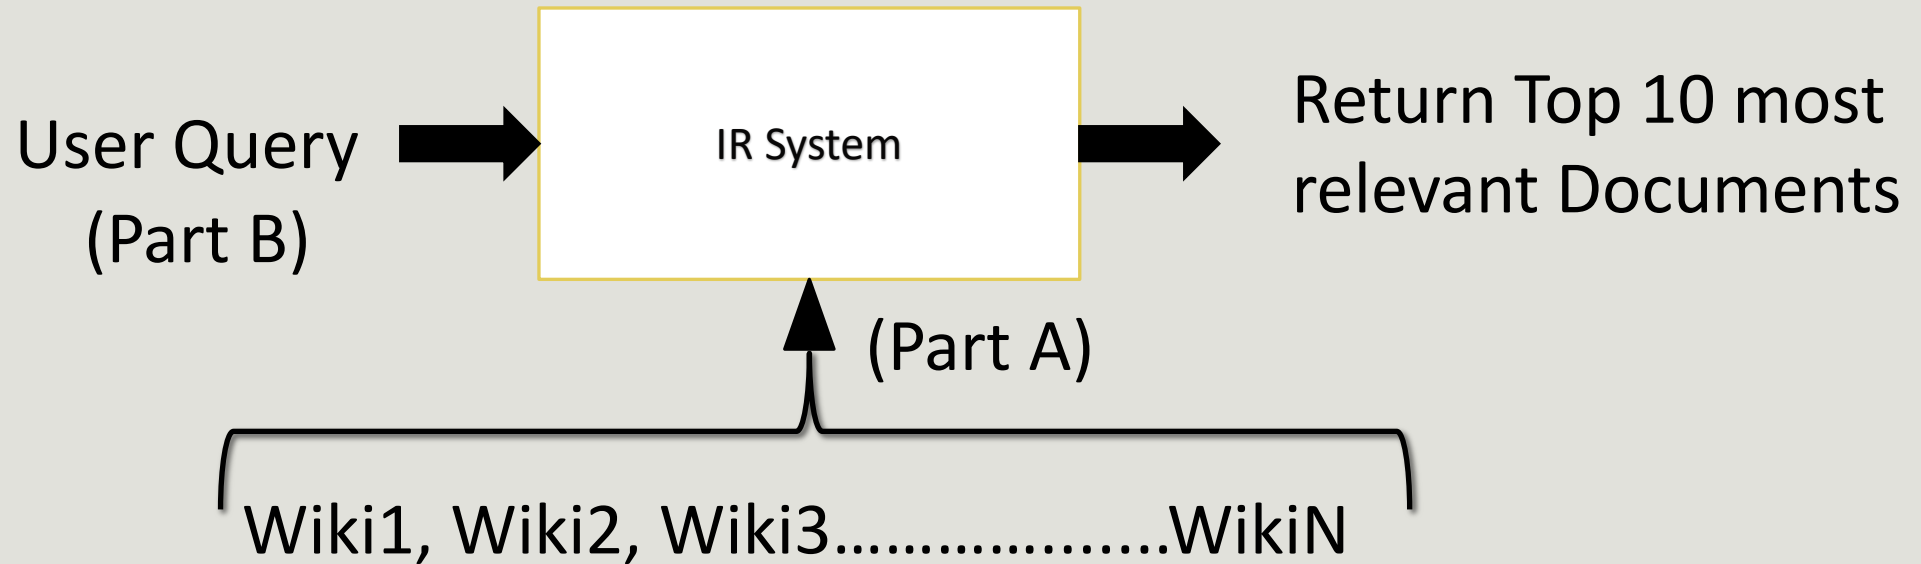 User Query
(Part B)
IR System
Return Top 10 most
relevant Documents
(Part A)
Wiki1, Wiki2, Wiki3....................WikiN